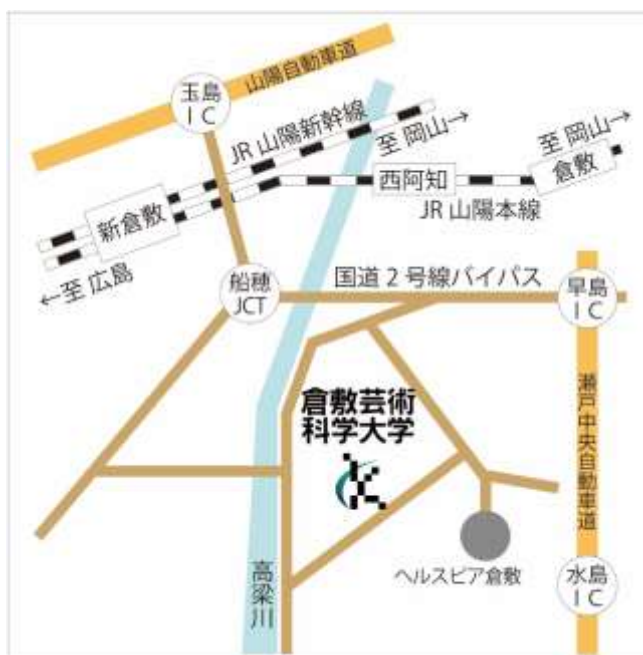 山陽自動車道
玉島
IC
JR 山陽新幹線
至 岡山→
至 岡山→
西阿知
倉敷
新倉敷
JR 山陽本線
←至 広島
船穂
JCT
国道 2 号線バイパス
早島
IC
倉敷芸術
科学大学
瀬戸中央自動車道
高梁川
ヘルスピア倉敷
水島
IC